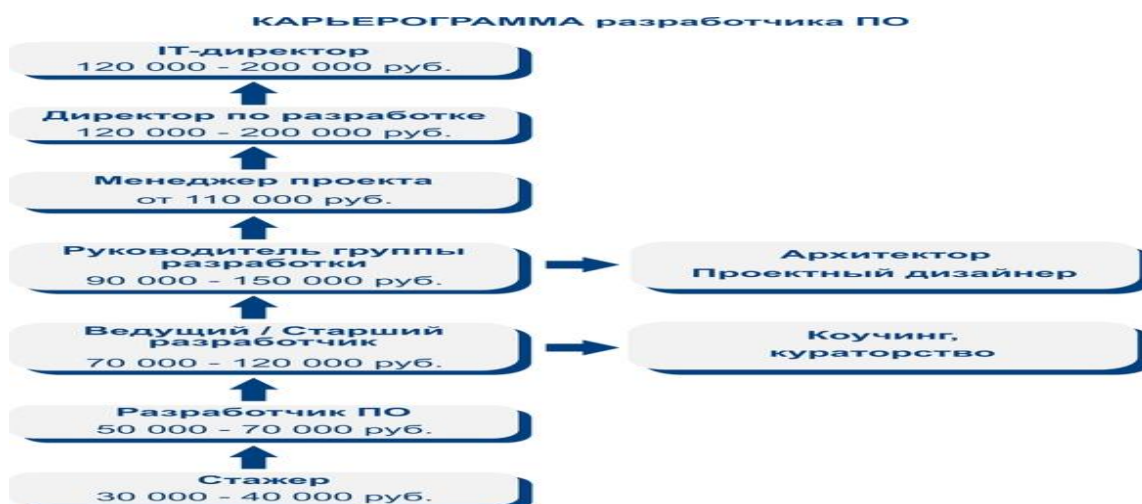 КАРЬЕРОГРАММА разработчика ПО
IT-директор
120 000 - 200 000 руб.
Директор по разработке
120 000 - 200 000 руб.
Менеджер проекта
от 110 000 руб.
Руководитель группы
разработки
90 000 - 150 000 руб.
Архитектор
Проектный дизайнер
Ведущий / Старший
разработчик
70 000 - 120 000 руб.
Коучинг,
кураторство
Разработчик ПО
50 000 - 70 000 руб.
Стажер
30 000 - 40 000 руб.